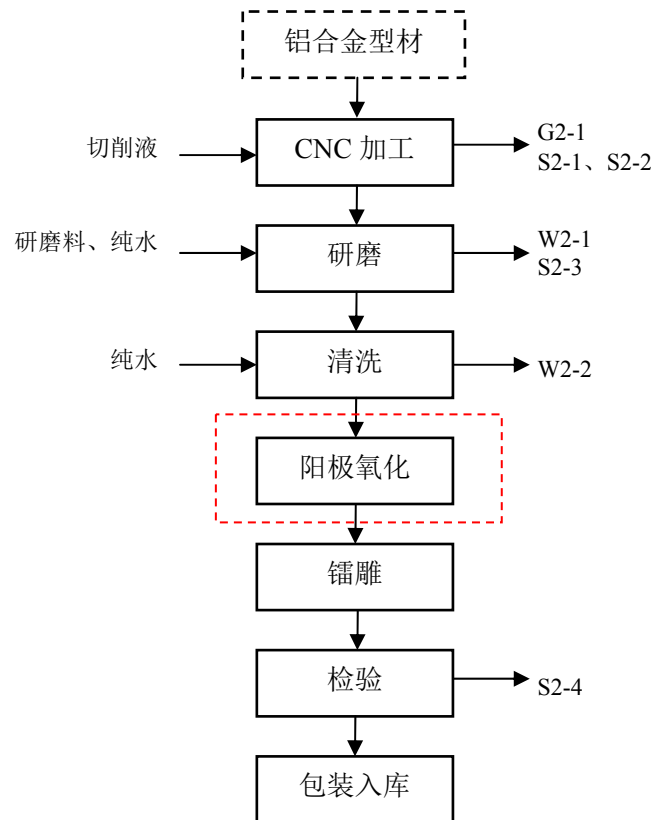 铝合金型材
切削液
CNC 加工
G2-1
S2-1、S2-2
研磨料、纯水
研磨
W2-1
S2-3
纯水
清洗
W2-2
阳极氧化
镭雕
检验
S2-4
包装入库